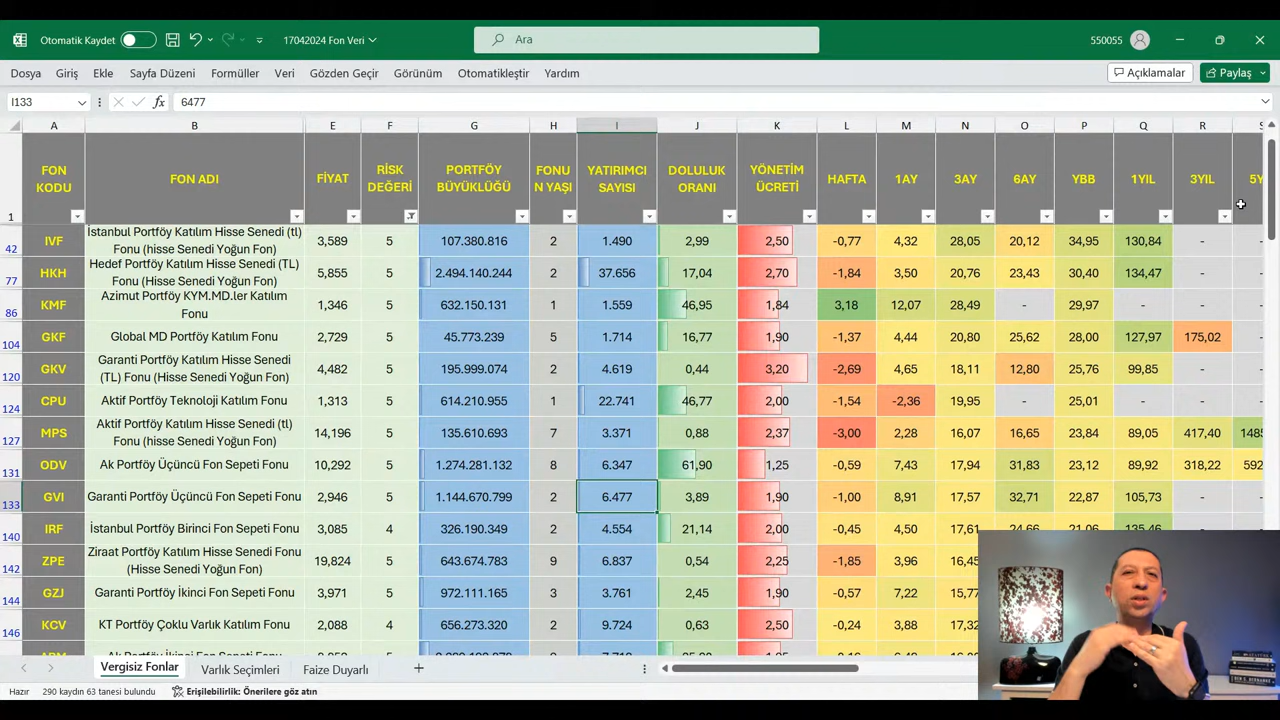 Otomatik Kaydet
17042024 Fon Veri
Ara
550055
Dosya Giriş Ekle Sayfa Düzeni Formüller Veri Gözden Geçir Görünüm Otomatikleştir Yardım Açıklamalar Paylaş
I133 fx 6477
A B E F G H I J K L M N O P Q R S
FON KODU FON ADI FİYAT RİSK DEĞERİ PORTFÖY BÜYÜKLÜĞÜ FONU N YAŞI YATIRIMCI SAYISI DOLULUK ORANI YÖNETİM ÜCRETİ HAFTA 1AY 3AY 6AY YBB 1YIL 3YIL 5Y
1
42 IVF İstanbul Portföy Katılım Hisse Senedi (tl) Fonu (hisse Senedi Yoğun Fon) 3,589 5 107.380.816 2 1.490 2,99 2,50 -0,77 4,32 28,05 20,12 34,95 130,84 - -
77 HKH Hedef Portföy Katılım Hisse Senedi (TL) Fonu (Hisse Senedi Yoğun Fon) 5,855 5 2.494.140.244 2 37.656 17,04 2,70 -1,84 3,50 20,76 23,43 30,40 134,47 - -
86 KMF Azimut Portföy KYM.MD.ler Katılım Fonu 1,346 5 632.150.131 1 1.559 46,95 1,84 3,18 12,07 28,49 - 29,97 - - -
104 GKF Global MD Portföy Katılım Fonu 2,729 5 45.773.239 5 1.714 16,77 1,90 -1,37 4,44 20,80 25,62 28,00 127,97 175,02 -
120 GKV Garanti Portföy Katılım Hisse Senedi (TL) Fonu (Hisse Senedi Yoğun Fon) 4,482 5 195.999.074 2 4.619 0,44 3,20 -2,69 4,65 18,11 12,80 25,76 99,85 - -
124 CPU Aktif Portföy Teknoloji Katılım Fonu 1,313 5 614.210.955 1 22.741 46,77 2,00 -1,54 -2,36 19,95 - 25,01 - - -
127 MPS Aktif Portföy Katılım Hisse Senedi (tl) Fonu (Hisse Senedi Yoğun Fon) 14,196 5 135.610.693 7 3.371 0,88 2,37 -3,00 2,28 16,07 16,65 23,84 89,05 417,40 1485
131 ODV Ak Portföy Üçüncü Fon Sepeti Fonu 10,292 5 1.274.281.132 8 6.347 61,90 1,25 -0,59 7,43 17,94 31,83 23,12 89,92 318,22 592
133 GVI Garanti Portföy Üçüncü Fon Sepeti Fonu 2,946 5 1.144.670.799 2 6.477 3,89 1,90 -1,00 8,91 17,57 32,71 22,87 105,73 - -
140 IRF İstanbul Portföy Birinci Fon Sepeti Fonu 3,085 4 326.190.349 2 4.554 21,14 2,00 -0,45 4,50 17,61 24,66 21,06 135,46 - -
142 ZPE Ziraat Portföy Katılım Hisse Senedi Fonu (Hisse Senedi Yoğun Fon) 19,824 5 643.674.783 9 6.837 0,54 2,25 -1,85 3,96 16,45
144 GZJ Garanti Portföy İkinci Fon Sepeti Fonu 3,971 5 972.111.165 3 3.761 2,45 1,90 -0,57 7,22 15,77
146 KCV KT Portföy Çoklu Varlık Katılım Fonu 2,088 4 656.273.320 2 9.724 0,63 2,50 -0,24 3,88 17,32
Vergisiz Fonlar Varlık Seçimleri Faize Duyarlı
Hazır 290 kaydın 63 tanesi bulundu Erişilebilirlik: Önerilere göz atın